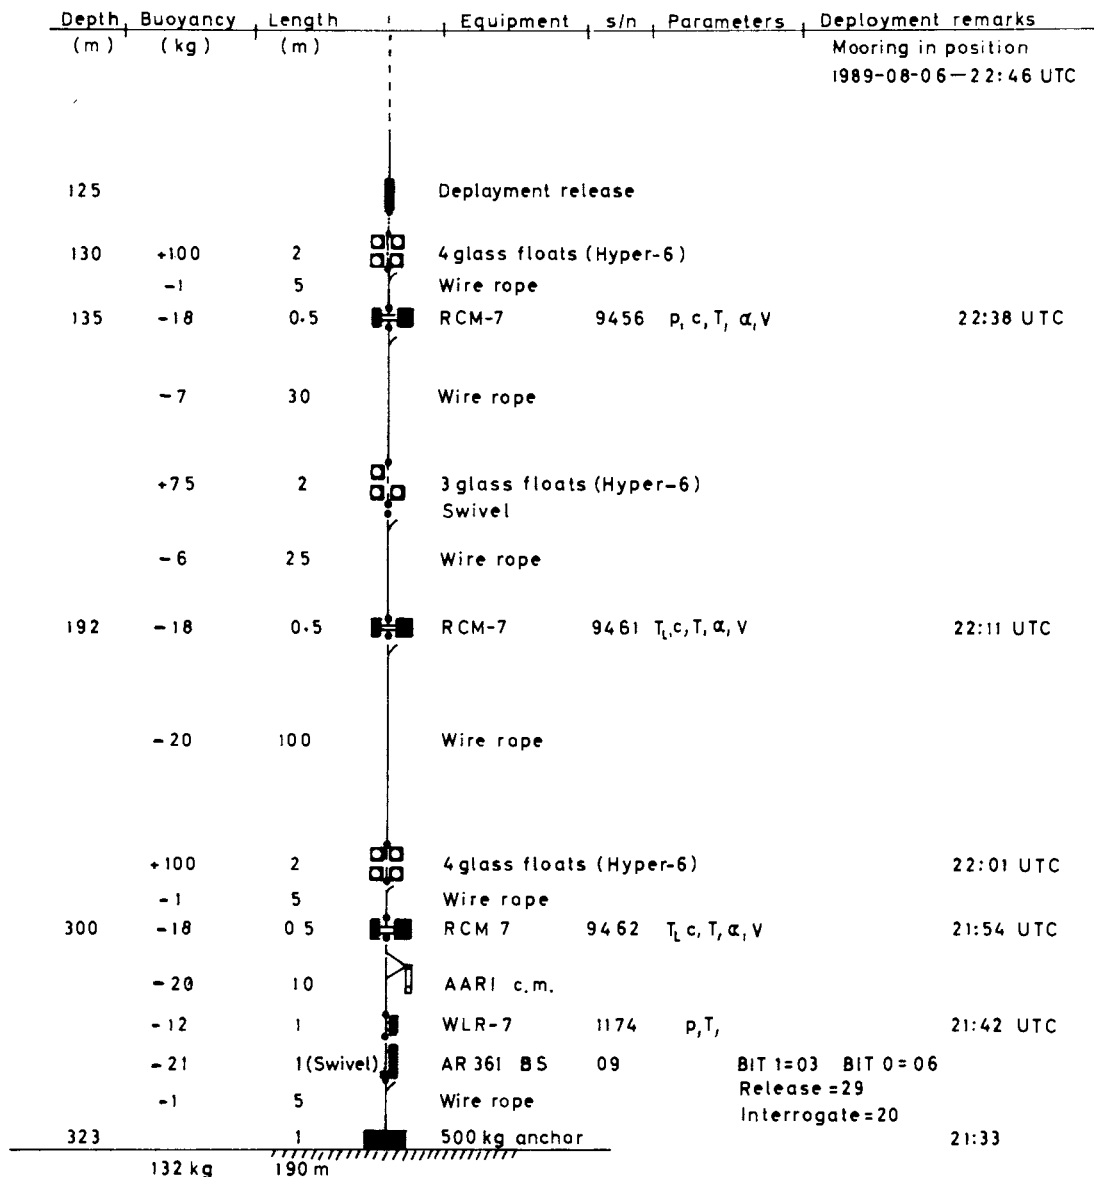 Depth Buoyancy Length Equipment s/n Parameters Deployment remarks
(m) (kg) (m) Mooring in position
1989-08-06—22:46 UTC
125 Deplayment release
130 +100 2 4 glass floats (Hyper-6)
-1 5 Wire rope
135 -18 0.5 RCM-7 9456 p, c, T, α, V 22:38 UTC
-7 30 Wire rope
+75 2 3 glass floats (Hyper-6)
Swivel
-6 25 Wire rope
192 -18 0.5 RCM-7 9461 TL, c, T, α, V 22:11 UTC
-20 100 Wire rope
+100 2 4 glass floats (Hyper-6) 22:01 UTC
-1 5 Wire rope
300 -18 0 5 RCM 7 9462 TL c, T, α, V 21:54 UTC
-20 10 AARI c.m.
-12 1 WLR-7 1174 p, T, 21:42 UTC
-21 1 (Swivel) AR 361 BS 09 BIT 1=03 BIT 0=06
Release=29
-1 5 Wire rope Interrogate=20
323 1 500 kg anchor 21:33
132 kg 190 m